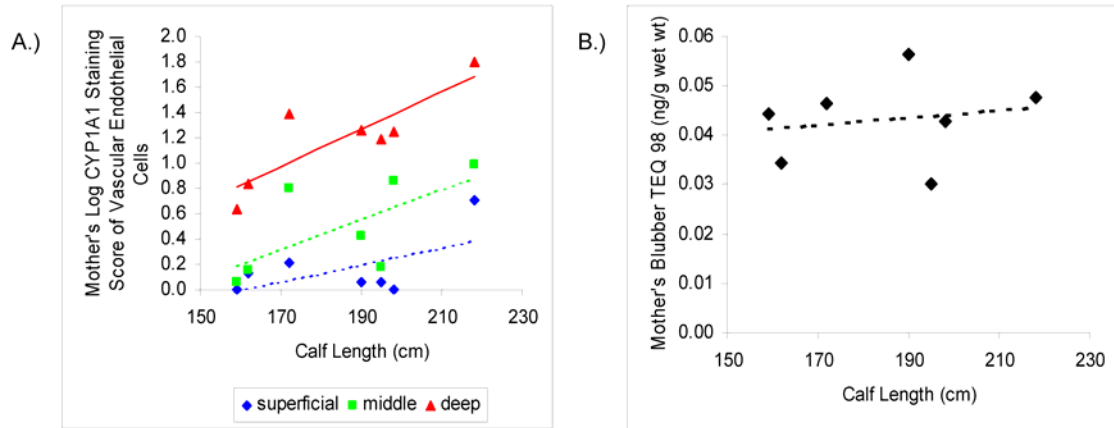 A.)
Mother's Log CYP1A1 Staining
Score of Vascular Endothelial
Cells
2.0
1.8
1.6
1.4
1.2
1.0
0.8
0.6
0.4
0.2
0.0
150 170 190 210 230
Calf Length (cm)
superficial middle deep
B.)
Mother's Blubber TEQ 98 (ng/g wet wt)
0.06
0.05
0.04
0.03
0.02
0.01
0.00
150 170 190 210 230
Calf Length (cm)